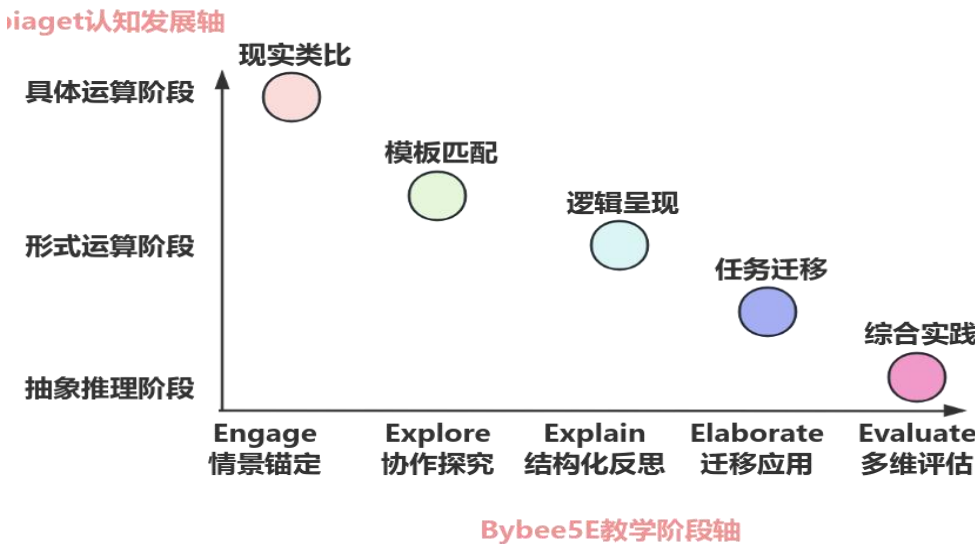 piaget认知发展轴
现实类比
具体运算阶段
模板匹配
逻辑呈现
形式运算阶段
任务迁移
综合实践
抽象推理阶段
Engage
情景锚定
Explore
协作探究
Explain
结构化反思
Elaborate
迁移应用
Evaluate
多维评估
Bybee5E教学阶段轴